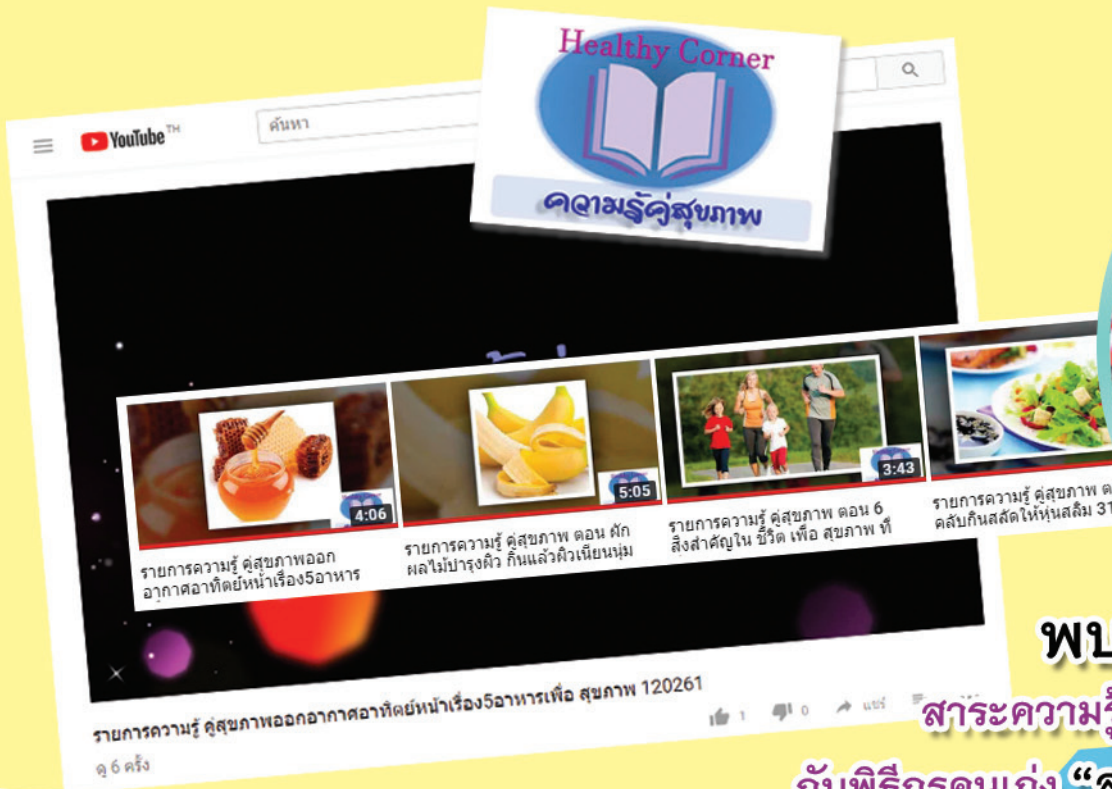 Healthy Corner
ความรู้คู่สุขภาพ
YouTube TH
ค้นหา
4:06
รายการความรู้ คู่สุขภาพออก
อากาศอาทิตย์หน้าเรื่อง5อาหาร
5:05
รายการความรู้ คู่สุขภาพ ตอน ผัก
ผลไม้บำรุงผิว กินแล้วผิวเนียนนุ่ม
3:43
รายการความรู้ คู่สุขภาพ ตอน 6
สิ่งสำคัญใน ชีวิต เพื่อ สุขภาพ ที่
รายการความรู้ คู่สุขภาพ
คลับกินสลัดให้หุ่นสลิม 31
รายการความรู้ คู่สุขภาพออกอากาศอาทิตย์หน้าเรื่อง5อาหารเพื่อ สุขภาพ 120261
ดู 6 ครั้ง
1
0
แชร์
สาระความรู้
กับพิธีกรคนเก่ง